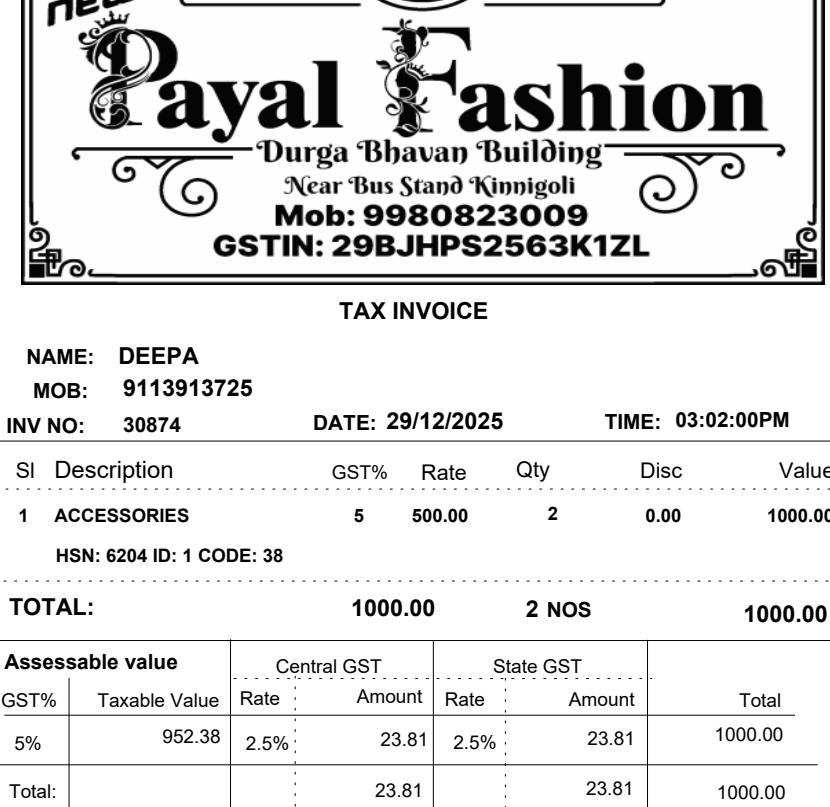 new
Payal Fashion
Durga Bhavan Building
Near Bus Stand Kinnigoli
Mob: 9980823009
GSTIN: 29BJHPS2563K1ZL
TAX INVOICE
NAME: DEEPA
MOB: 9113913725
INV NO: 30874 DATE: 29/12/2025 TIME: 03:02:00PM
Sl Description GST% Rate Qty Disc Value
1 ACCESSORIES 5 500.00 2 0.00 1000.00
HSN: 6204 ID: 1 CODE: 38
TOTAL: 1000.00 2 NOS 1000.00
Assessable value Central GST State GST
GST% Taxable Value Rate Amount Rate Amount Total
5% 952.38 2.5% 23.81 2.5% 23.81 1000.00
Total: 23.81 23.81 1000.00